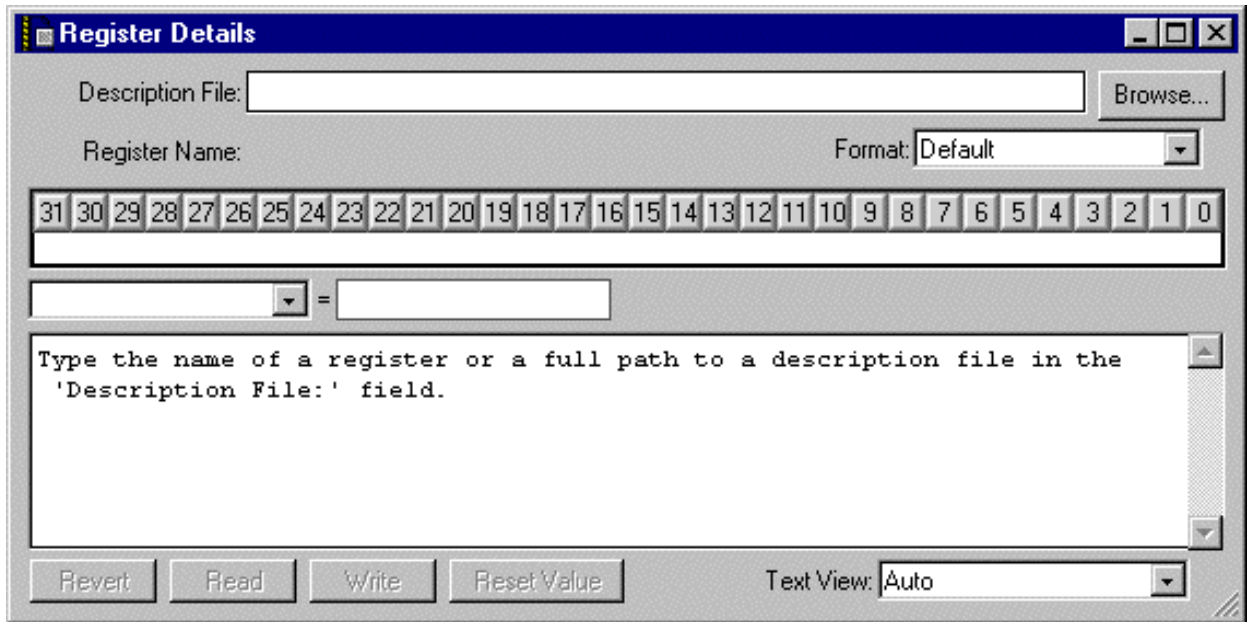 Register Details
Description File:
Browse...
Register Name:
Format: Default
31 30 29 28 27 26 25 24 23 22 21 20 19 18 17 16 15 14 13 12 11 10 9 8 7 6 5 4 3 2 1 0
=
Type the name of a register or a full path to a description file in the
'Description File:' field.
Revert Read Write Reset Value Text View: Auto